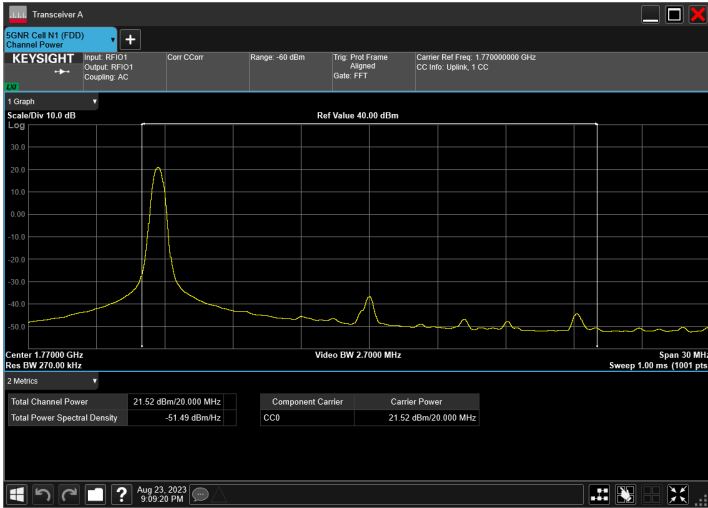 Transceiver A
5GNR Cell N1 (FDD)
Channel Power
KEYSIGHT
Input: RFIO1
Output: RFIO1
Coupling: AC
Corr CCorr
Range: -60 dBm
Trig: Prot Frame
Aligned
Gate: FFT
Carrier Ref Freq: 1.770000000 GHz
CC Info: Uplink, 1 CC
LXI
1 Graph
Scale/Div 10.0 dB
Ref Value 40.00 dBm
Log
30.0
20.0
10.0
0.00
-10.0
-20.0
-30.0
-40.0
-50.0
Center 1.77000 GHz
Video BW 2.7000 MHz
Span 30 MHz
Res BW 270.00 kHz
Sweep 1.00 ms (1001 pts
2 Metrics
Total Channel Power
21.52 dBm/20.000 MHz
Total Power Spectral Density
-51.49 dBm/Hz
Component Carrier
Carrier Power
CC0
21.52 dBm/20.000 MHz
?
Aug 23, 2023
9:09:20 PM